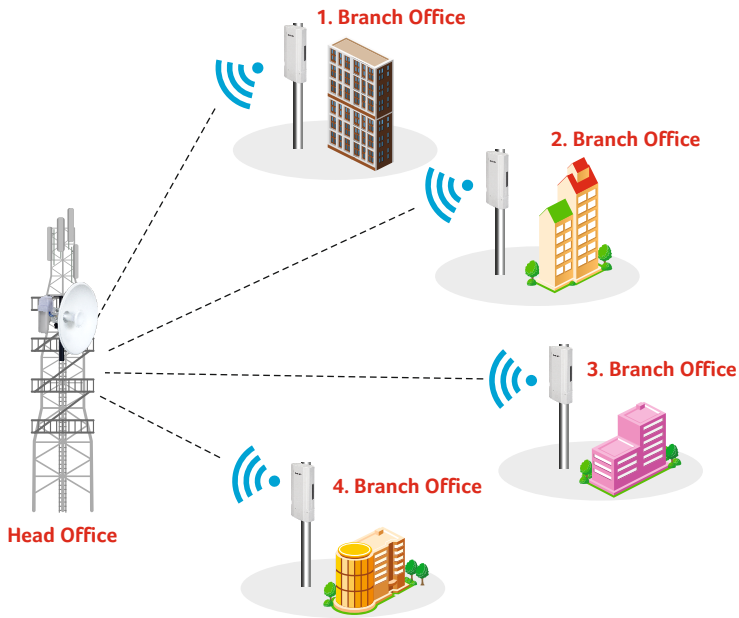 1. Branch Office
2. Branch Office
3. Branch Office
4. Branch Office
Head Office